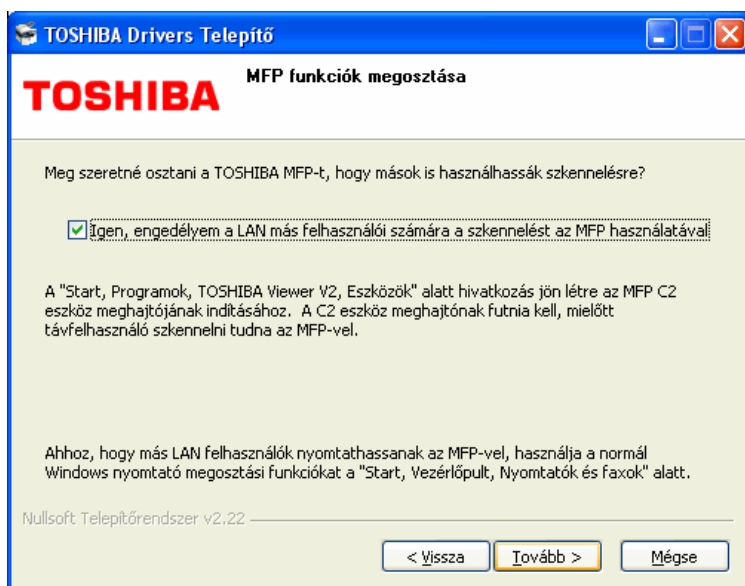 TOSHIBA Drivers Telepítő
MFP funkciók megosztása
TOSHIBA
Meg szeretné osztani a TOSHIBA MFP-t, hogy mások is használhassák szkennelésre?
Igen, engedélyem a LAN más felhasználói számára a szkennelést az MFP használatával
A "Start, Programok, TOSHIBA Viewer V2, Eszközök" alatt hivatkozás jön létre az MFP C2
eszköz meghajtójának indításához. A C2 eszköz meghajtónak futnia kell, mielőtt
távfelhasználó szkennelni tudna az MFP-vel.
Ahhoz, hogy más LAN felhasználók nyomtathassanak az MFP-vel, használja a normál
Windows nyomtató megosztási funkciókat a "Start, Vezérlőpult, Nyomtatók és faxok" alatt.
Nullsoft Telepítőrendszer v2.22
< Vissza Tovább > Mégse